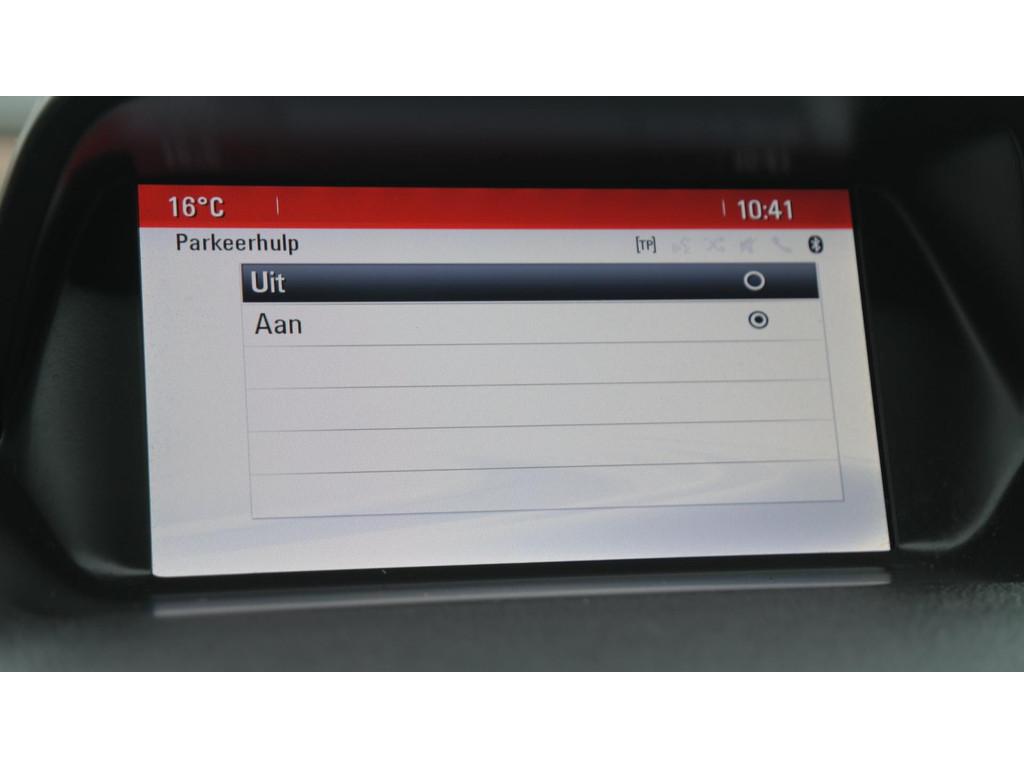 16°C 10:41
Parkeerhulp [TP]
Uit
Aan